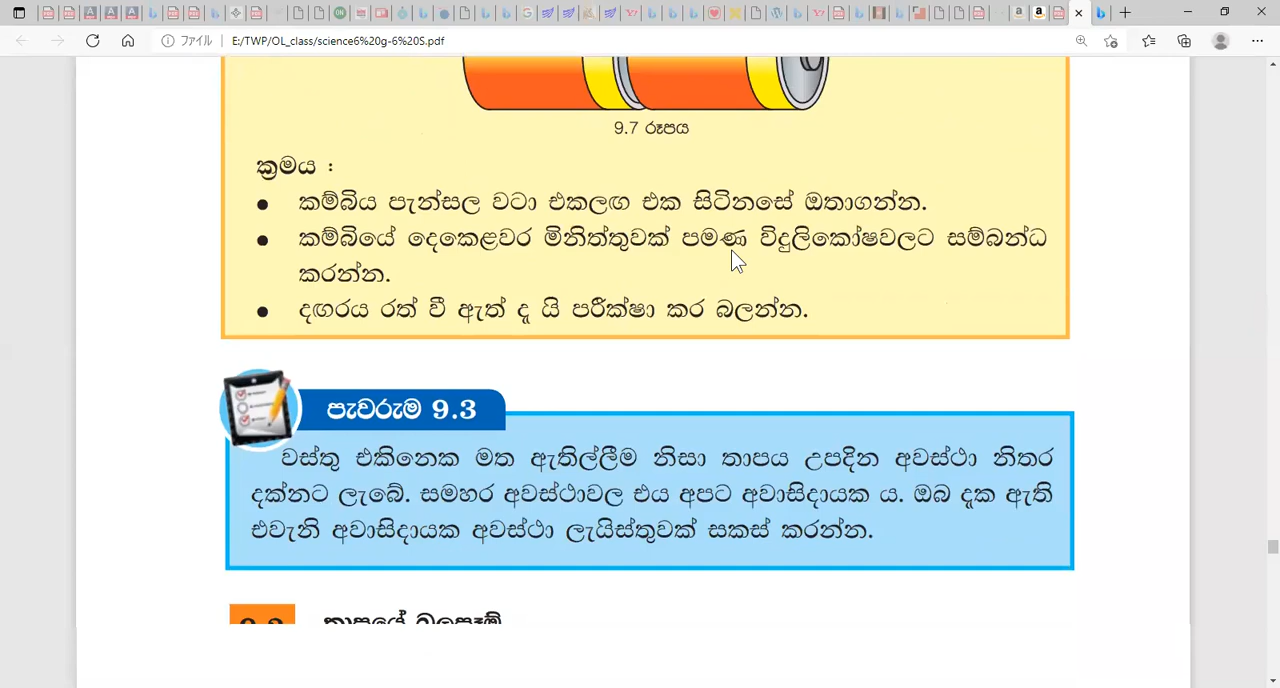 ファイル
E:/TWP/OL_class/science6%20g-6%20S.pdf
9.7 රූපය
ක්‍රමය :
● කම්බිය පැන්සල වටා එකලඟ එක සිටිනසේ ඔතාගන්න.
● කම්බියේ දෙකෙළවර මිනිත්තුවක් පමණ විදුලිකෝෂවලට සම්බන්ධ
කරන්න.
● දඟරය රත් වී ඇත් ද යි පරීක්ෂා කර බලන්න.
පැවරුම 9.3
වස්තු එකිනෙක මත ඇතිල්ලීම නිසා තාපය උපදින අවස්ථා නිතර
දක්නට ලැබේ. සමහර අවස්ථාවල එය අපට අවාසිදායක ය. ඔබ දැක ඇති
එවැනි අවාසිදායක අවස්ථා ලැයිස්තුවක් සකස් කරන්න.
තාපයේ බලපෑම්